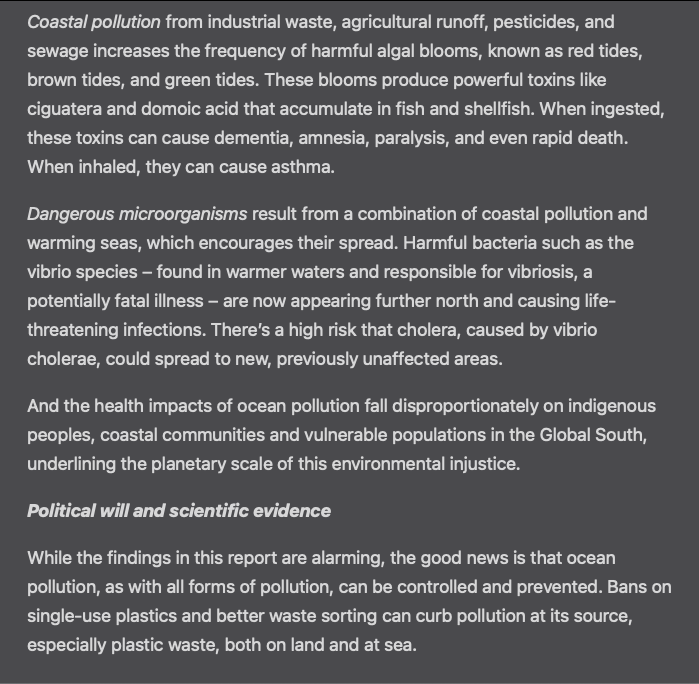 Coastal pollution from industrial waste, agricultural runoff, pesticides, and
sewage increases the frequency of harmful algal blooms, known as red tides,
brown tides, and green tides. These blooms produce powerful toxins like
ciguatera and domoic acid that accumulate in fish and shellfish. When ingested,
these toxins can cause dementia, amnesia, paralysis, and even rapid death.
When inhaled, they can cause asthma.
Dangerous microorganisms result from a combination of coastal pollution and
warming seas, which encourages their spread. Harmful bacteria such as the
vibrio species – found in warmer waters and responsible for vibriosis, a
potentially fatal illness – are now appearing further north and causing life-
threatening infections. There’s a high risk that cholera, caused by vibrio
cholerae, could spread to new, previously unaffected areas.
And the health impacts of ocean pollution fall disproportionately on indigenous
peoples, coastal communities and vulnerable populations in the Global South,
underlining the planetary scale of this environmental injustice.
Political will and scientific evidence
While the findings in this report are alarming, the good news is that ocean
pollution, as with all forms of pollution, can be controlled and prevented. Bans on
single-use plastics and better waste sorting can curb pollution at its source,
especially plastic waste, both on land and at sea.